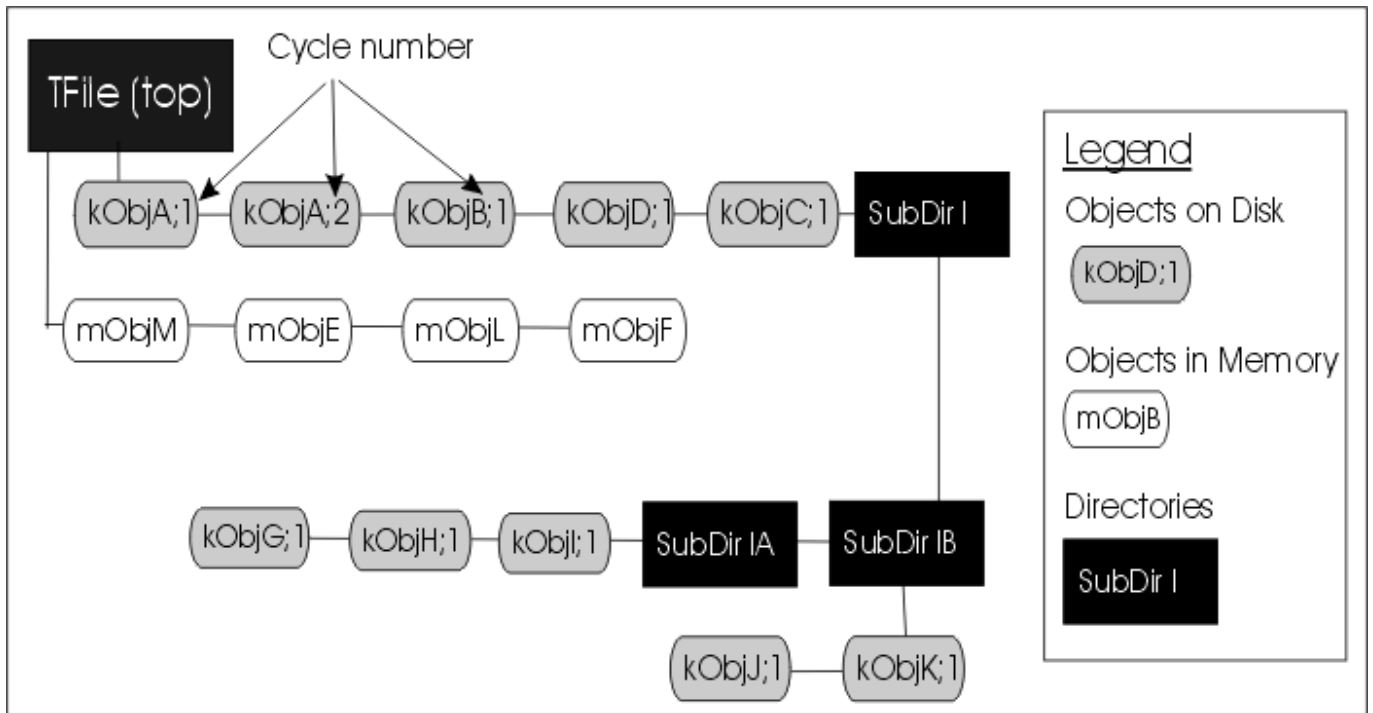 Cycle number
TFile (top)
kObjA;1
kObjA;2
kObjB;1
kObjD;1
kObjC;1
SubDir I
mObjM
mObjE
mObjL
mObjF
kObjG;1
kObjH;1
kObjI;1
SubDir IA
SubDir IB
kObjJ;1
kObjK;1
Legend
Objects on Disk
kObjD;1
Objects in Memory
mObjB
Directories
SubDir I